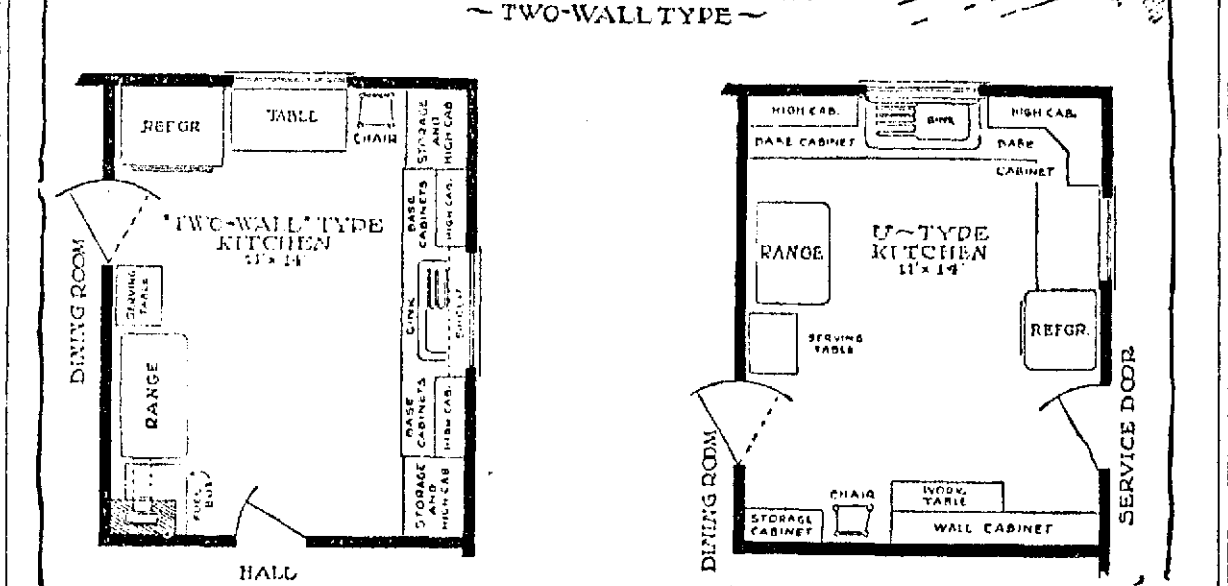 ~ TWO-WALL TYPE ~
REFGR
TABLE
CHAIR
STORAGE
AND
HIGH CAB
BASE
CABINETS
HIGH CAB.
"TWO-WALL" TYPE
KITCHEN
11' x 14'
DINING ROOM
SERVING
TABLE
SINK
SHELF
RANGE
BASE
CABINETS
HIGH CAB.
FUEL
BOX
STORAGE
AND
HIGH CAB
HALL
HIGH CAB.
SINK
HIGH CAB.
BASE CABINET
BASE
CABINET
RANGE
U~TYPE
KITCHEN
11' x 14'
REFGR.
SERVING
TABLE
DINING ROOM
SERVICE DOOR
CHAIR
WORK
TABLE
STORAGE
CABINET
WALL CABINET